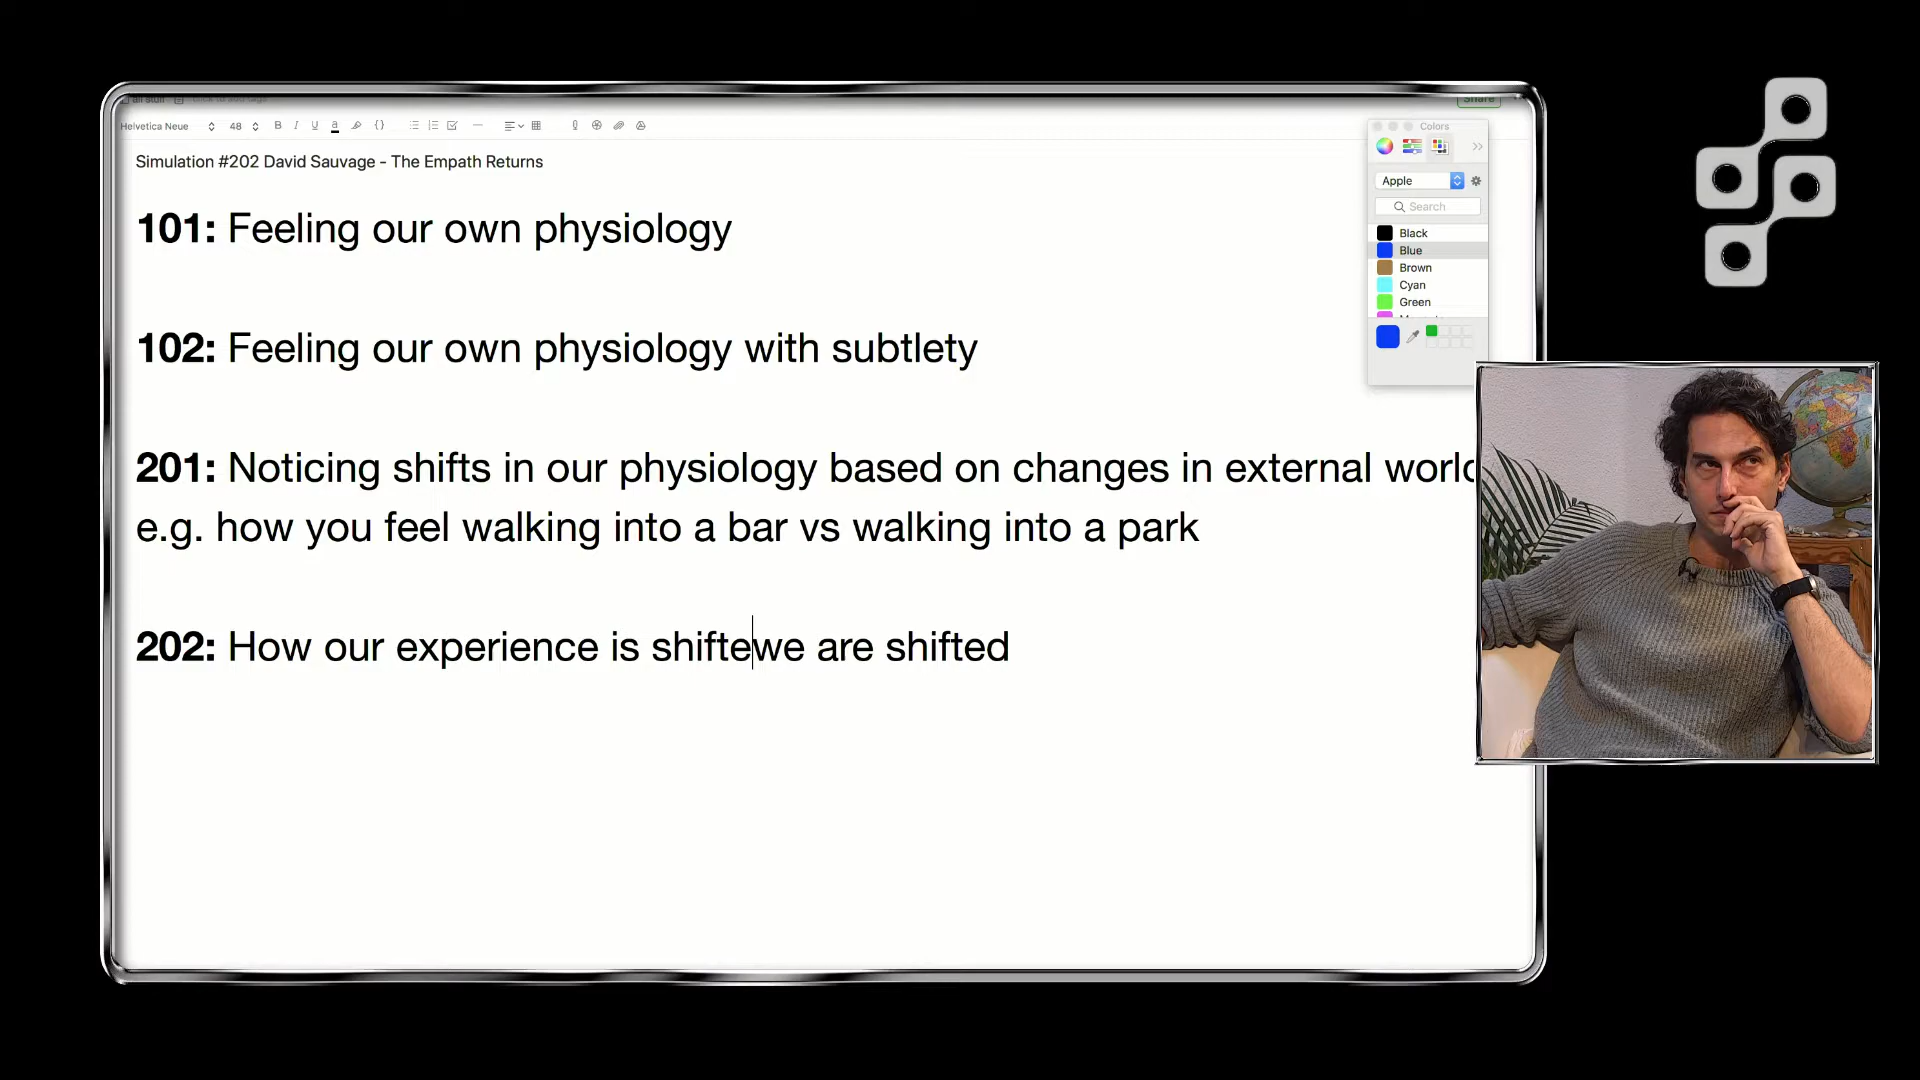 all stuff
Share
Helvetica Neue 48 B I U a {}
Colors
Simulation #202 David Sauvage - The Empath Returns
Apple
Search
101: Feeling our own physiology
Black
Blue
Brown
Cyan
Green
102: Feeling our own physiology with subtlety
201: Noticing shifts in our physiology based on changes in external world
e.g. how you feel walking into a bar vs walking into a park
202: How our experience is shiftewe are shifted